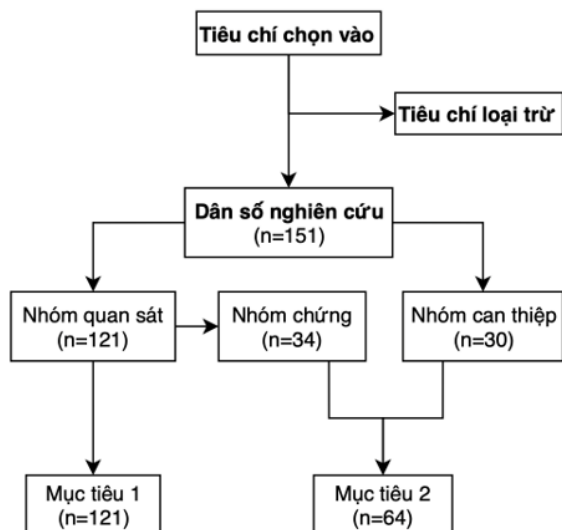 Tiêu chí chọn vào
Tiêu chí loại trừ
Dân số nghiên cứu
(n=151)
Nhóm quan sát
(n=121)
Nhóm chứng
(n=34)
Nhóm can thiệp
(n=30)
Mục tiêu 1
(n=121)
Mục tiêu 2
(n=64)